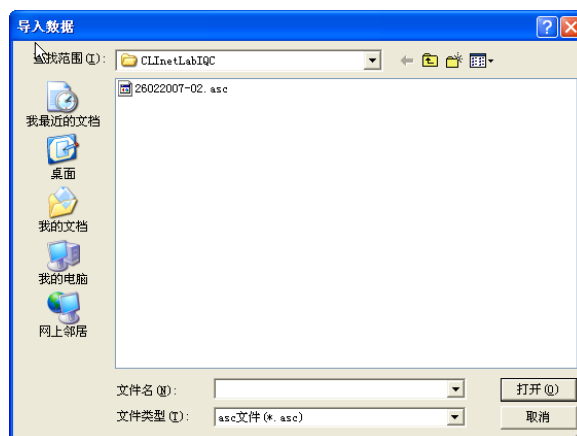 导入数据
查找范围(I):
CLInetLabIQC
26022007-02.asc
我最近的文档
桌面
我的文档
我的电脑
网上邻居
文件名(N):
打开(O)
文件类型(T):
asc文件(*.asc)
取消